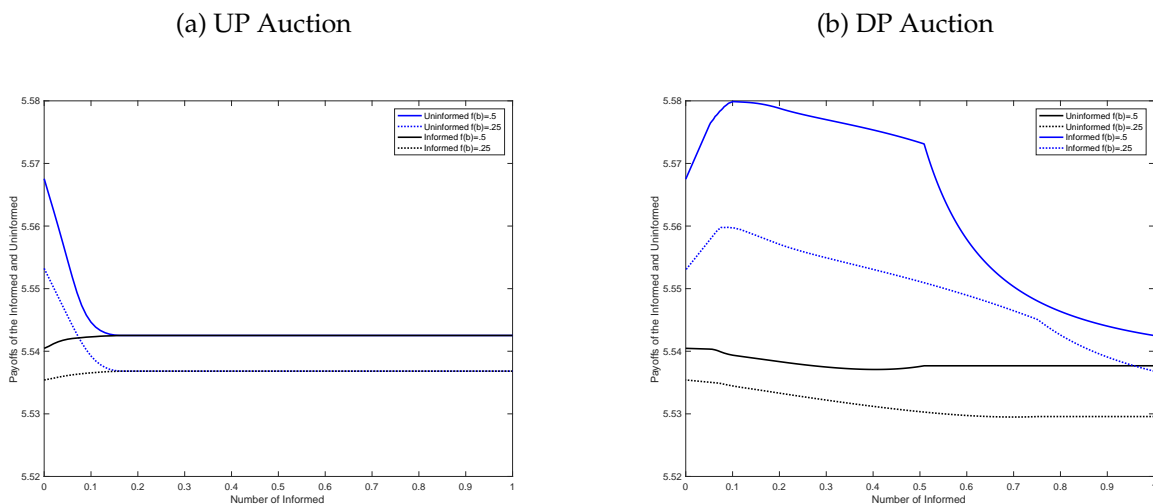 (a) UP Auction
5.58
5.57
5.56
5.55
5.54
5.53
5.52
Payoffs of the Informed and Uninformed
Uninformed f(b)=.5
Uninformed f(b)=.25
Informed f(b)=.5
Informed f(b)=.25
0 0.1 0.2 0.3 0.4 0.5 0.6 0.7 0.8 0.9 1
Number of Informed
(b) DP Auction
5.58
5.57
5.56
5.55
5.54
5.53
5.52
Payoffs of the Informed and Uninformed
Uninformed f(b)=.5
Uninformed f(b)=.25
Informed f(b)=.5
Informed f(b)=.25
0 0.1 0.2 0.3 0.4 0.5 0.6 0.7 0.8 0.9 1
Number of Informed